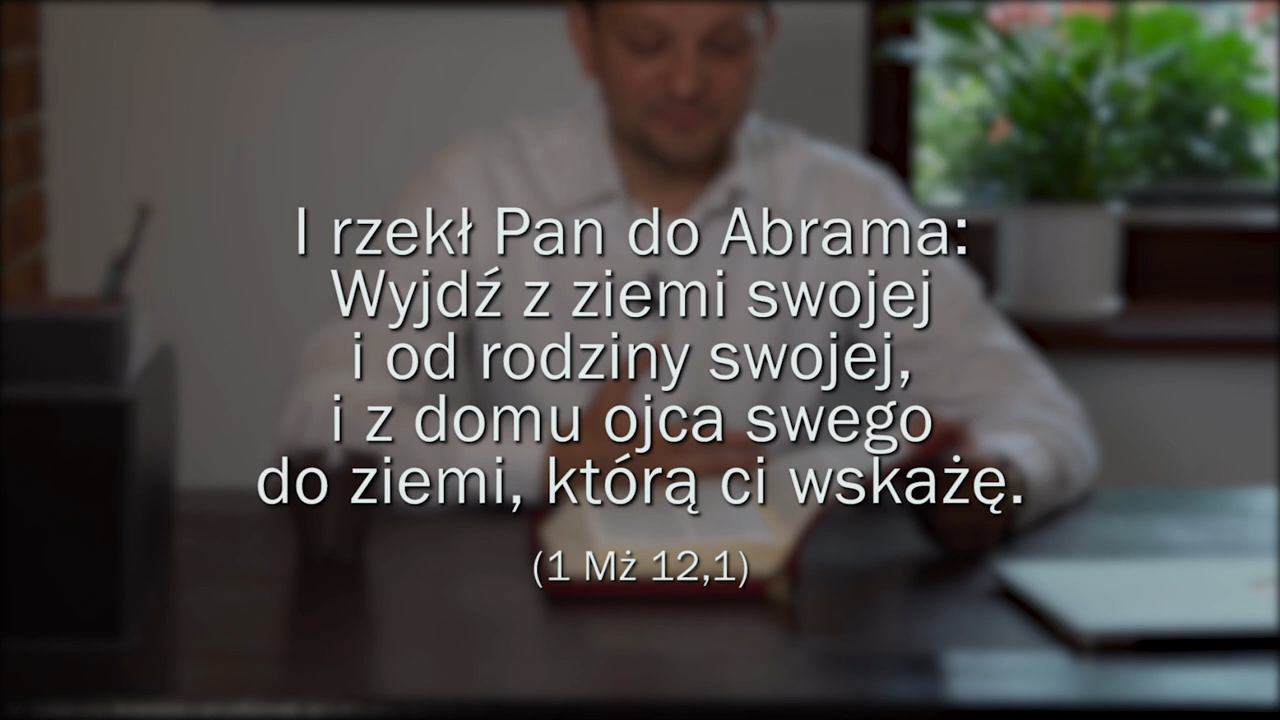 I rzekł Pan do Abrama:
Wyjdź z ziemi swojej
i od rodziny swojej,
i z domu ojca swego
do ziemi, którą ci wskażę.
(1 Mż 12,1)